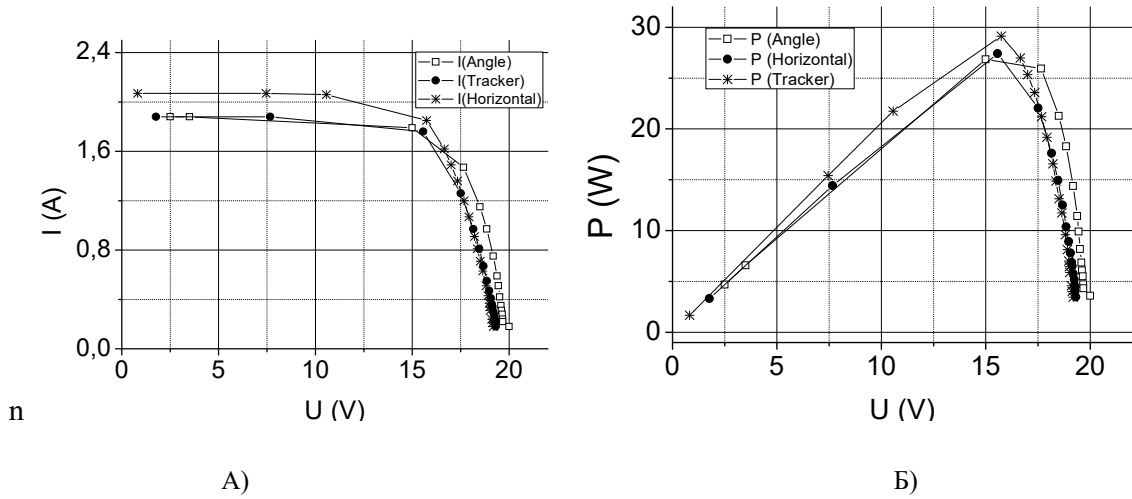 2,4
1,6
0,8
0,0
I (A)
0
5
10
15
20
U (V)
I(Angle)
I(Tracker)
I(Horizontal)
30
20
10
0
P (W)
0
5
10
15
20
U (V)
P (Angle)
P (Horizontal)
P (Tracker)
n
А)
Б)